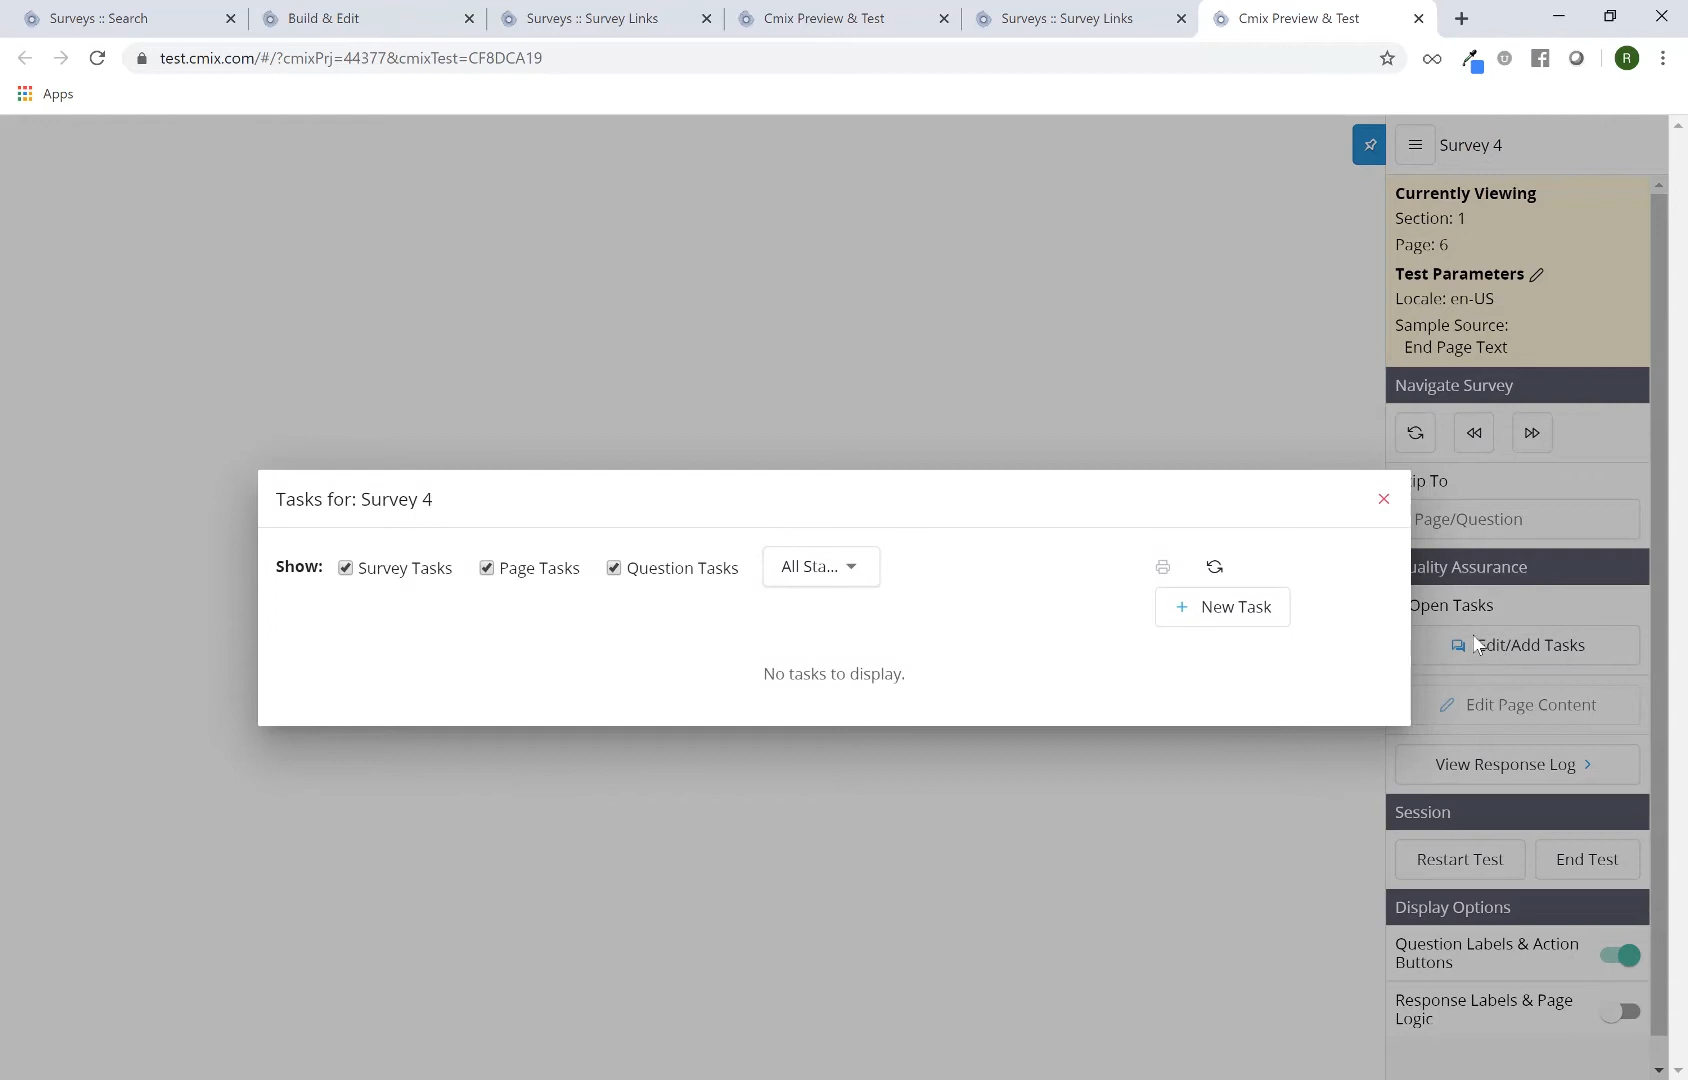 Surveys :: Search
Build & Edit
Surveys :: Survey Links
Cmix Preview & Test
Surveys :: Survey Links
Cmix Preview & Test
test.cmix.com/#/?cmixPrj=44377&cmixTest=CF8DCA19
R
Apps
Survey 4
Currently Viewing
Section: 1
Page: 6
Test Parameters
Locale: en-US
Sample Source:
End Page Text
Navigate Survey
ip To
Page/Question
Tasks for: Survey 4
Show:
Survey Tasks
Page Tasks
Question Tasks
All Sta...
New Task
No tasks to display.
uality Assurance
Open Tasks
Edit/Add Tasks
Edit Page Content
View Response Log
Session
Restart Test
End Test
Display Options
Question Labels & Action
Buttons
Response Labels & Page
Logic